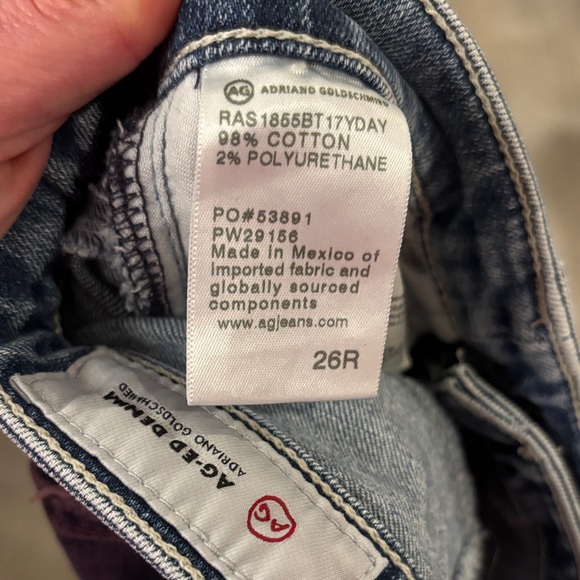 AG ADRIANO GOLDSCHMIED
RAS1855BT17YDAY
98% COTTON
2% POLYURETHANE
PO#53891
PW29156
Made in Mexico of
imported fabric and
globally sourced
components
www.agjeans.com
26R
AG-ED DENIM
ADRIANO GOLDSCHMIED
AG